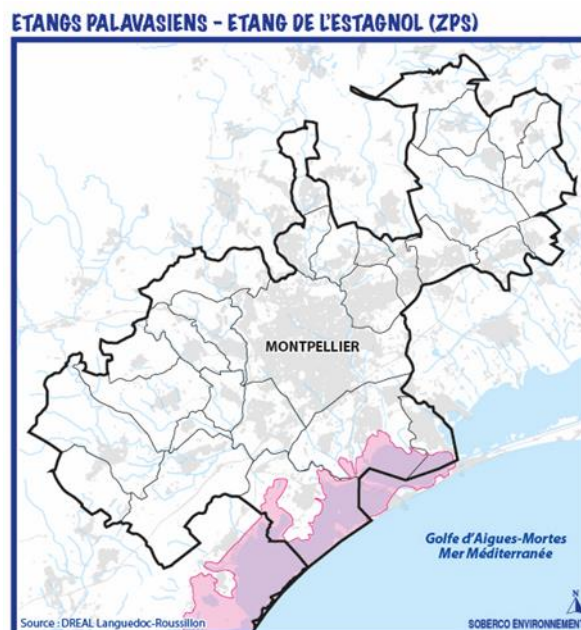 ETANGS PALAVASIENS - ETANG DE L'ESTAGNOL (ZPS)
MONTPELLIER
Golfe d'Aigues-Mortes
Mer Méditerranée
N
Source : DREAL Languedoc-Roussillon
SOBERCO ENVIRONNEMENT